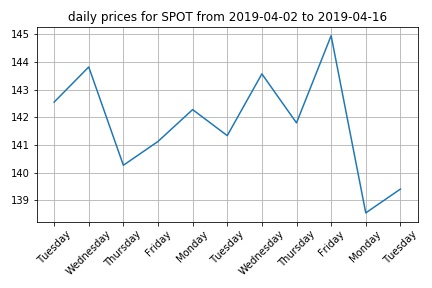 daily prices for SPOT from 2019-04-02 to 2019-04-16
145
144
143
142
141
140
139
Tuesday
Wednesday
Thursday
Friday
Monday
Tuesday
Wednesday
Thursday
Friday
Monday
Tuesday